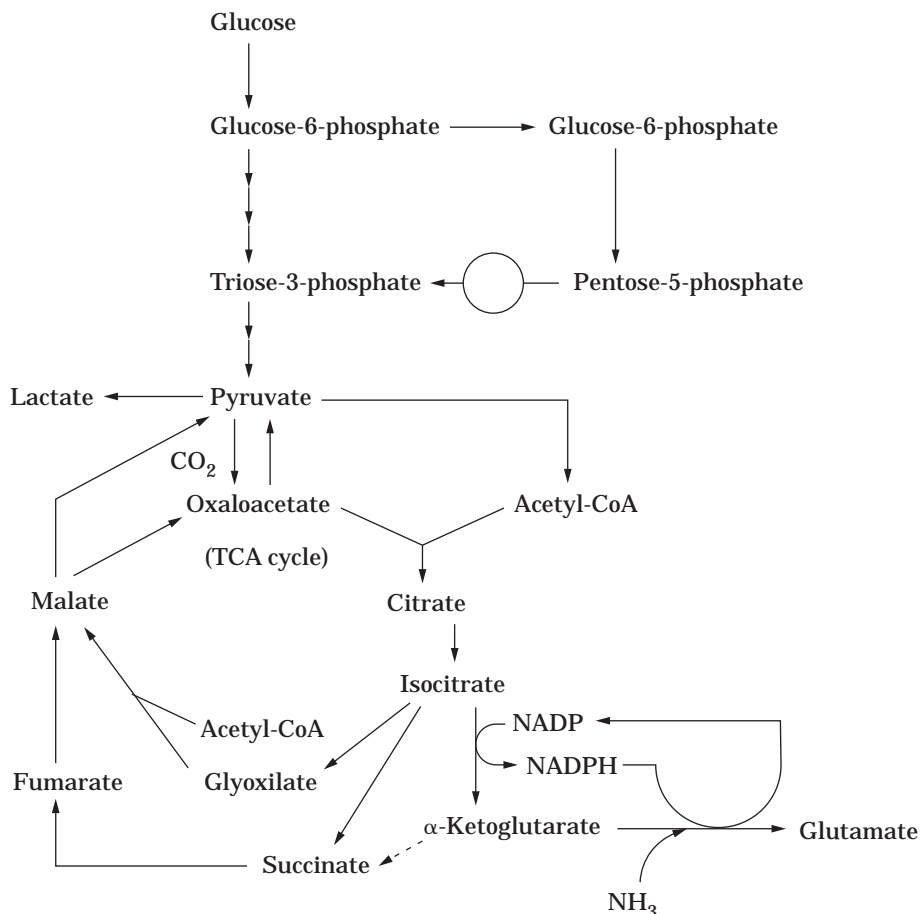 Glucose
Glucose-6-phosphate
Glucose-6-phosphate
Triose-3-phosphate
Pentose-5-phosphate
Lactate
Pyruvate
CO₂
Oxaloacetate
Acetyl-CoA
(TCA cycle)
Malate
Citrate
Isocitrate
Acetyl-CoA
NADP
Fumarate
Glyoxilate
NADPH
α-Ketoglutarate
Glutamate
Succinate
NH₃